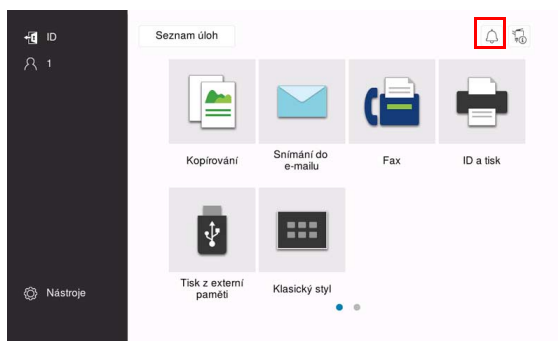 ID
1
Seznam úloh
Kopírování
Snímání do
e-mailu
Fax
ID a tisk
Tisk z externí
paměti
Klasický styl
Nástroje